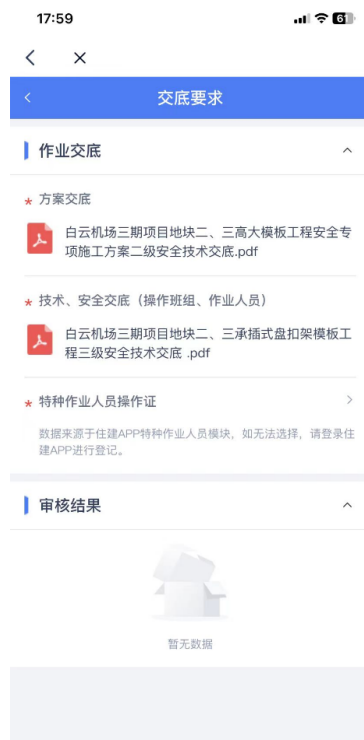 17:59
61
交底要求
作业交底
* 方案交底
白云机场三期项目地块二、三高大模板工程安全专
项施工方案二级安全技术交底.pdf
* 技术、安全交底（操作班组、作业人员）
白云机场三期项目地块二、三承插式盘扣架模板工
程三级安全技术交底 .pdf
* 特种作业人员操作证
数据来源于住建APP特种作业人员模块，如无法选择，请登录住
建APP进行登记。
审核结果
暂无数据